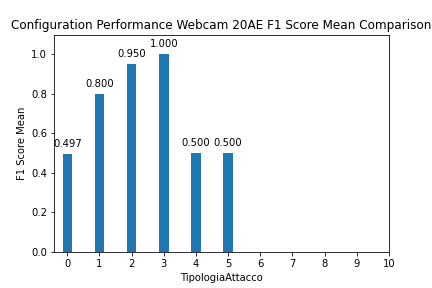 Configuration Performance Webcam 20AE F1 Score Mean Comparison
1.000
0.950
0.800
0.497
0.500 0.500
1.0
0.8
0.6
0.4
0.2
0.0
F1 Score Mean
0 1 2 3 4 5 6 7 8 9 10
TipologiaAttacco